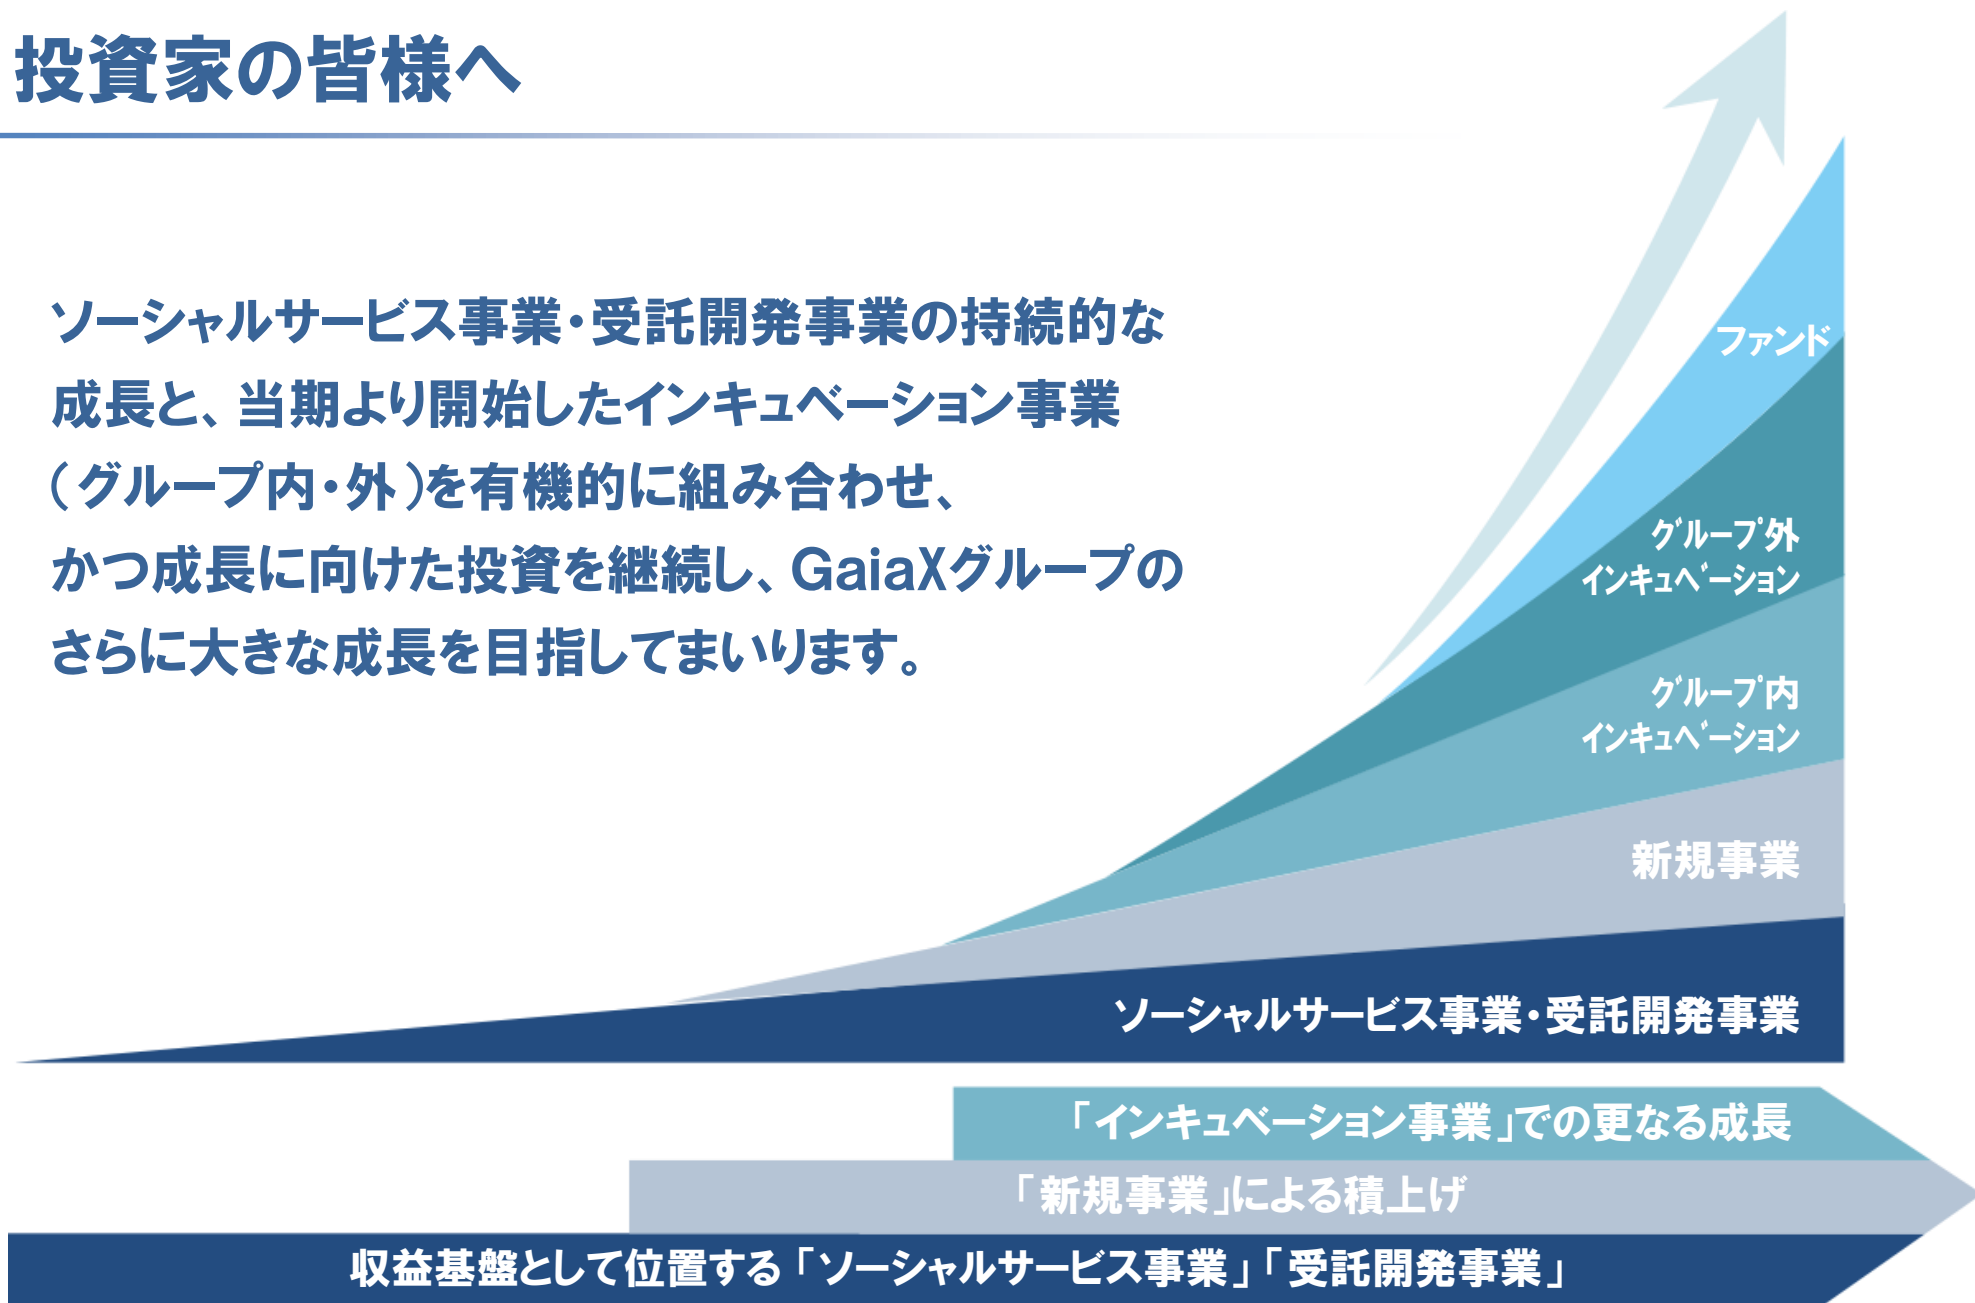 投資家の皆様へ
ソーシャルサービス事業・受託開発事業の持続的な
成長と、当期より開始したインキュベーション事業
(グループ内・外)を有機的に組み合わせ、
かつ成長に向けた投資を継続し、GaiaXグループの
さらに大きな成長を目指してまいります。
ファンド
グループ外
インキュベーション
グループ内
インキュベーション
新規事業
ソーシャルサービス事業・受託開発事業
「インキュベーション事業」での更なる成長
「新規事業」による積上げ
収益基盤として位置する「ソーシャルサービス事業」「受託開発事業」